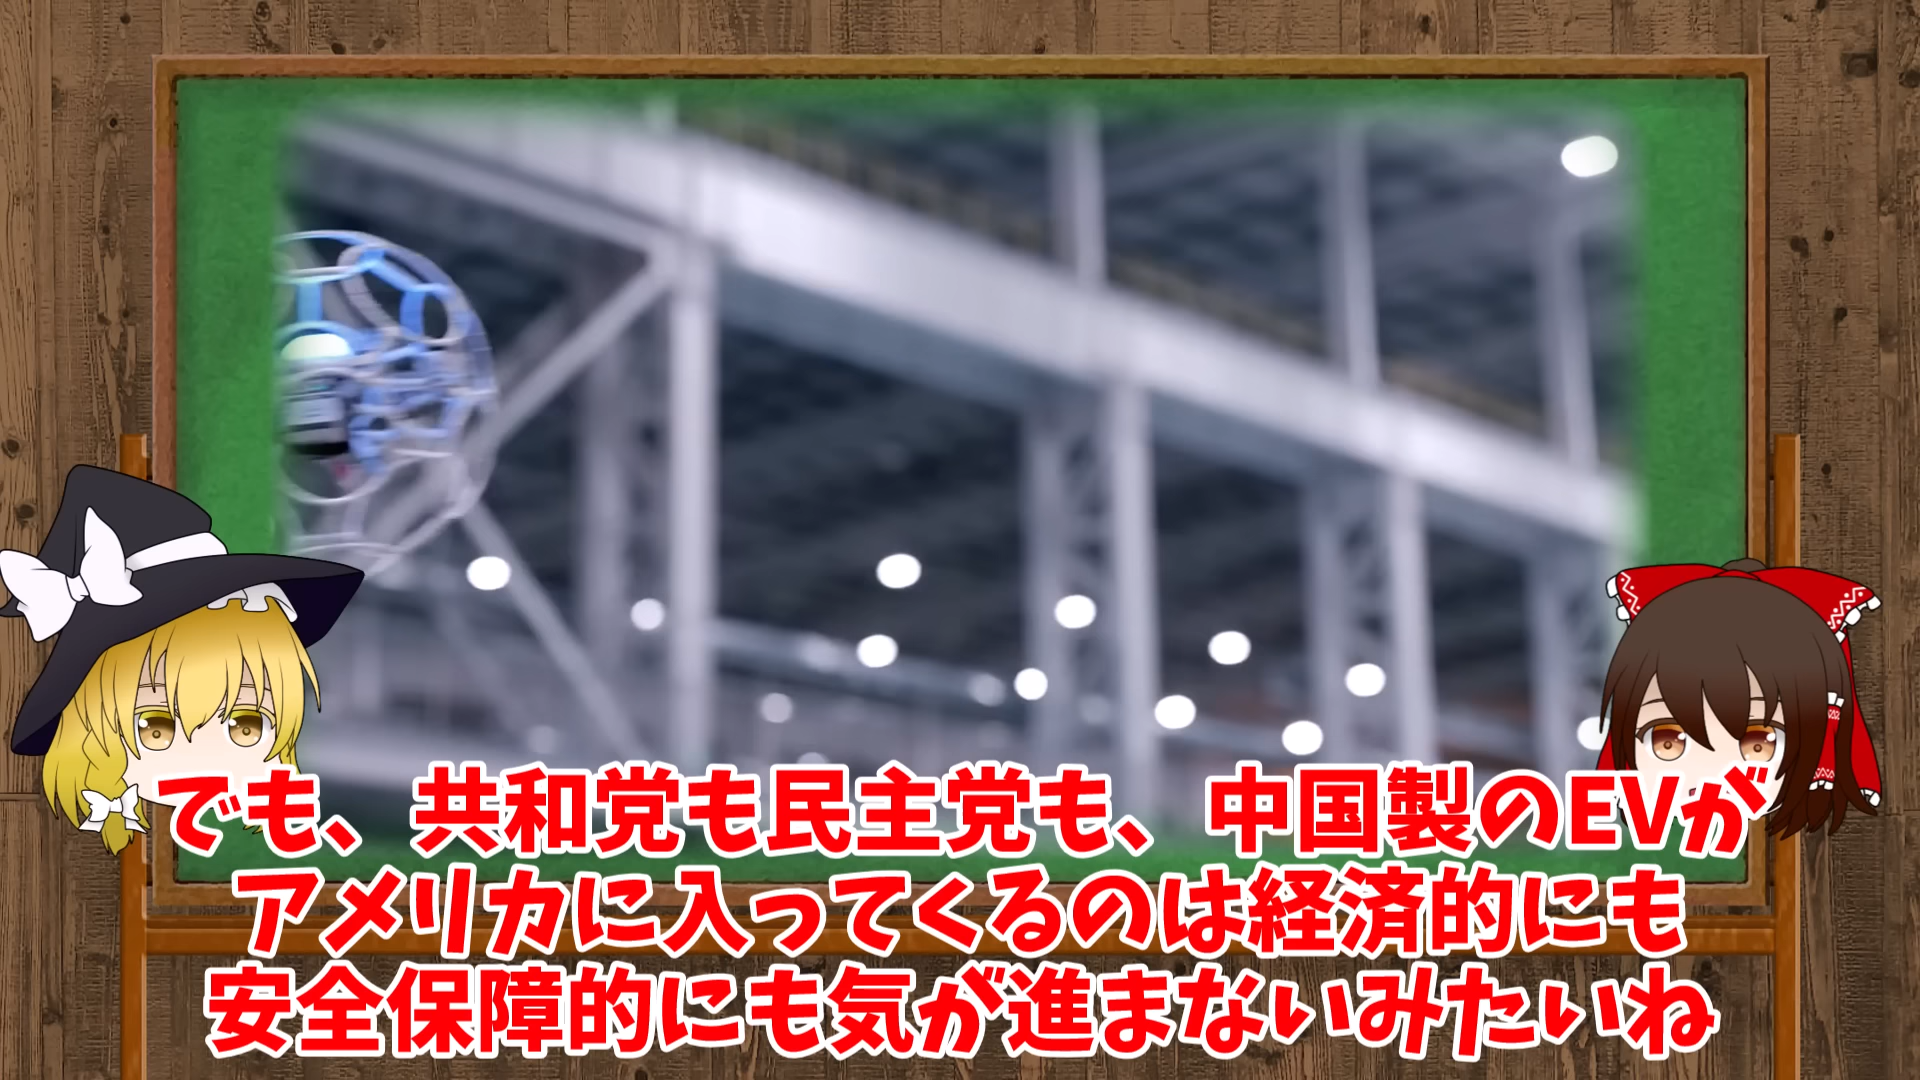 でも、共和党も民主党も、中国製のEVが
アメリカに入ってくるのは経済的にも
安全保障的にも気が進まないみたいね